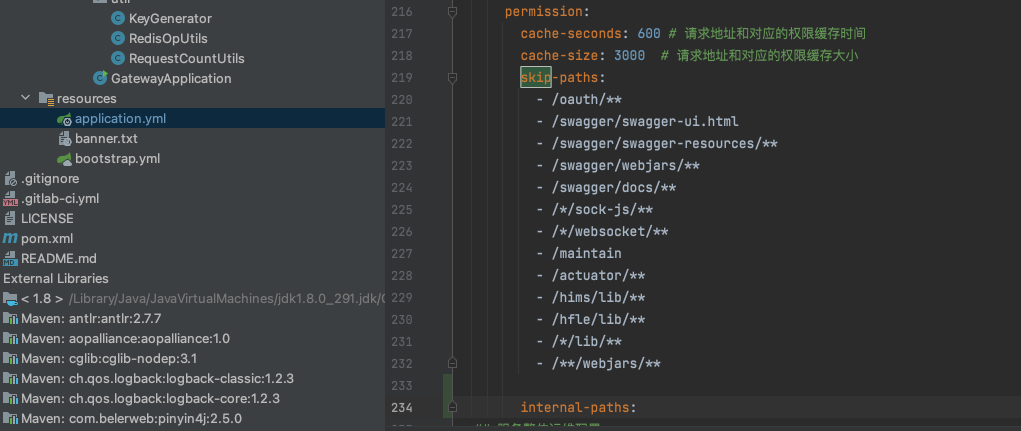 util
KeyGenerator
RedisOpUtils
RequestCountUtils
GatewayApplication
resources
application.yml
banner.txt
bootstrap.yml
.gitignore
.gitlab-ci.yml
LICENSE
pom.xml
README.md
External Libraries
< 1.8 > /Library/Java/JavaVirtualMachines/jdk1.8.0_291.jdk/C
Maven: antlr:antlr:2.7.7
Maven: aopalliance:aopalliance:1.0
Maven: cglib:cglib-nodep:3.1
Maven: ch.qos.logback:logback-classic:1.2.3
Maven: ch.qos.logback:logback-core:1.2.3
Maven: com.belerweb:pinyin4j:2.5.0
216 permission:
217 cache-seconds: 600 # 请求地址和对应的权限缓存时间
218 cache-size: 3000 # 请求地址和对应的权限缓存大小
219 skip-paths:
220 - /oauth/**
221 - /swagger/swagger-ui.html
222 - /swagger/swagger-resources/**
223 - /swagger/webjars/**
224 - /swagger/docs/**
225 - /*/sock-js/**
226 - /*/websocket/**
227 - /maintain
228 - /actuator/**
229 - /hims/lib/**
230 - /hfle/lib/**
231 - /*/lib/**
232 - /**/webjars/**
233
234 internal-paths: